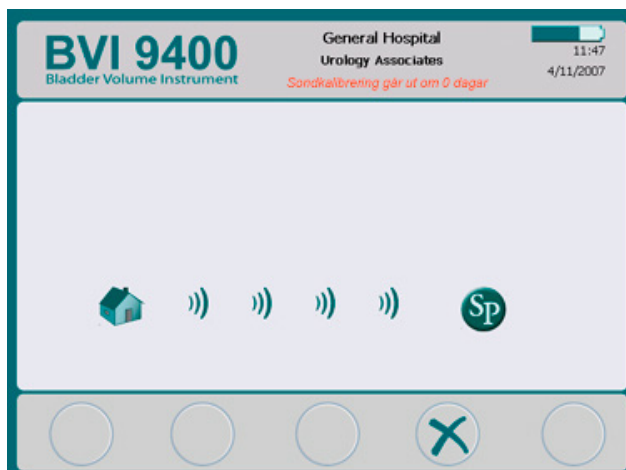 BVI 9400
Bladder Volume Instrument
General Hospital
Urology Associates
Sondkalibrering går ut om 0 dagar
11:47
4/11/2007
SP